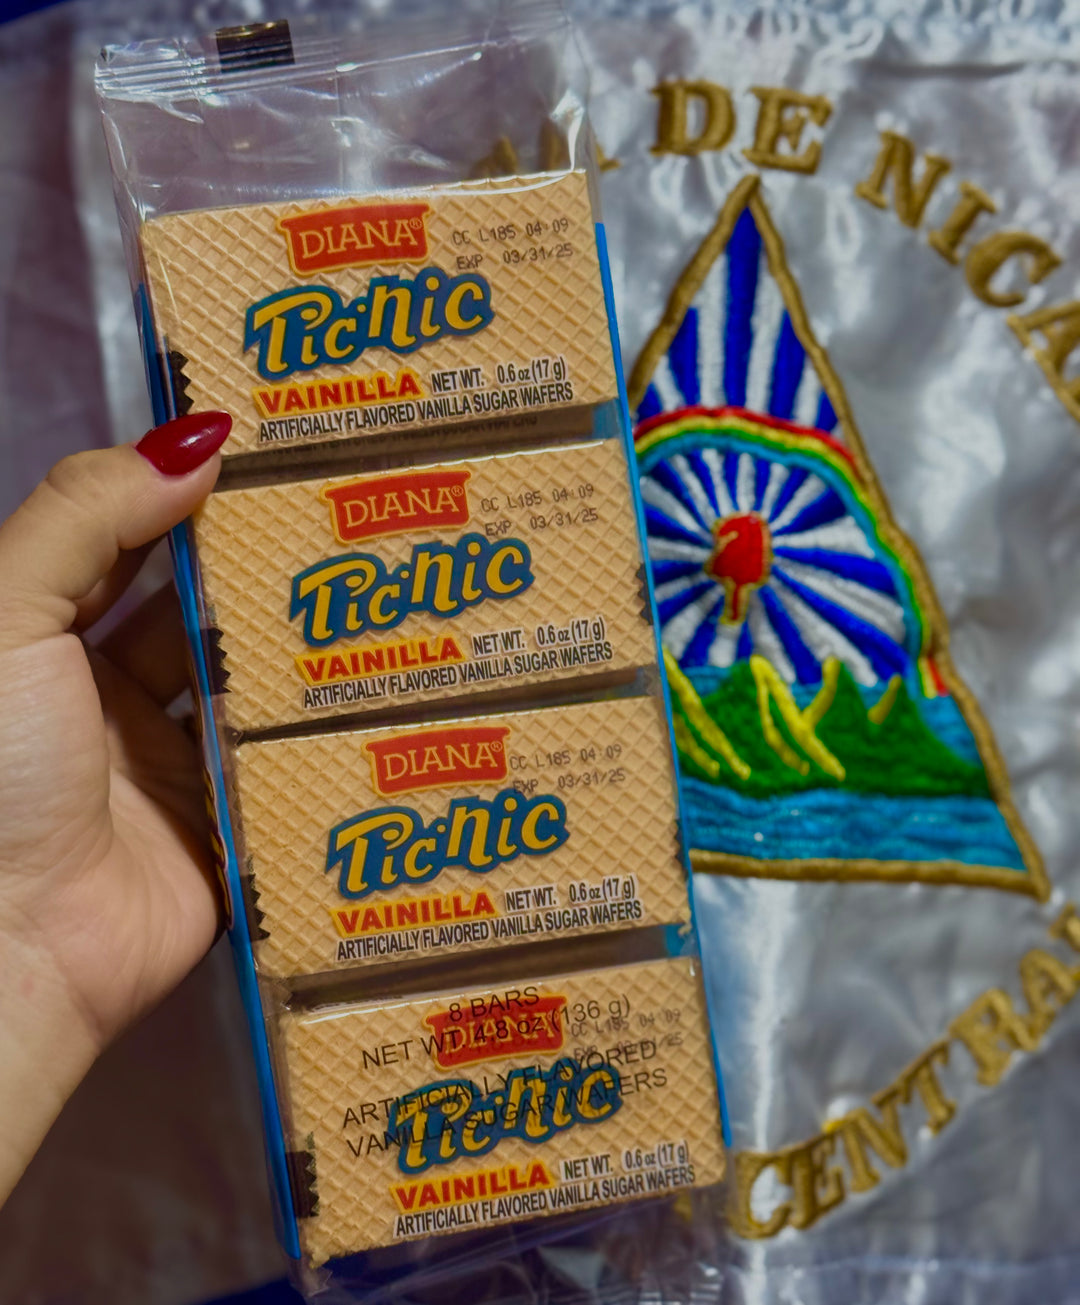 DE NICA
DIANA®
CC L185 04:09
EXP 03/31/25
Pic·nic
VAINILLA NET WT. 0.6 oz (17 g)
ARTIFICIALLY FLAVORED VANILLA SUGAR WAFERS
DIANA®
CC L185 04:09
EXP 03/31/25
Pic·nic
VAINILLA NET WT. 0.6 oz (17 g)
ARTIFICIALLY FLAVORED VANILLA SUGAR WAFERS
DIANA®
CC L185 04:09
EXP 03/31/25
Pic·nic
VAINILLA NET WT. 0.6 oz (17 g)
ARTIFICIALLY FLAVORED VANILLA SUGAR WAFERS
8 BARS
NET WT. 4.8 oz (136 g)
ARTIFICIALLY FLAVORED
VANILLA SUGAR WAFERS
DIANA
CC L185 04:09
Pic·nic
VAINILLA NET WT. 0.6 oz (17 g)
ARTIFICIALLY FLAVORED VANILLA SUGAR WAFERS
CENTRA